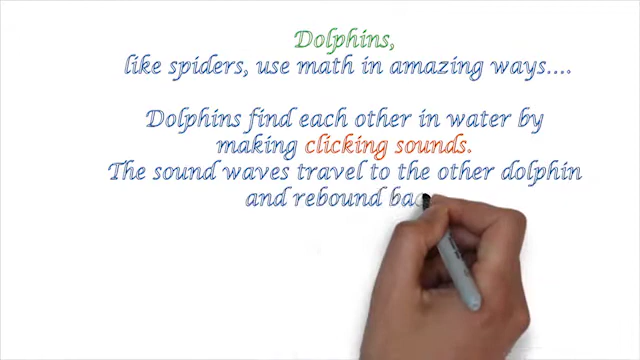 Dolphins,
like spiders, use math in amazing ways....
Dolphins find each other in water by
making clicking sounds.
The sound waves travel to the other dolphin
and rebound bac